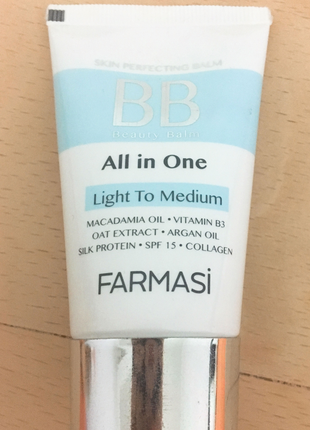 SKIN PERFECTING BALM
BB
Beauty Balm
All in One
Light To Medium
MACADAMIA OIL • VITAMIN B3
OAT EXTRACT • ARGAN OIL
SILK PROTEIN • SPF 15 • COLLAGEN
FARMASi